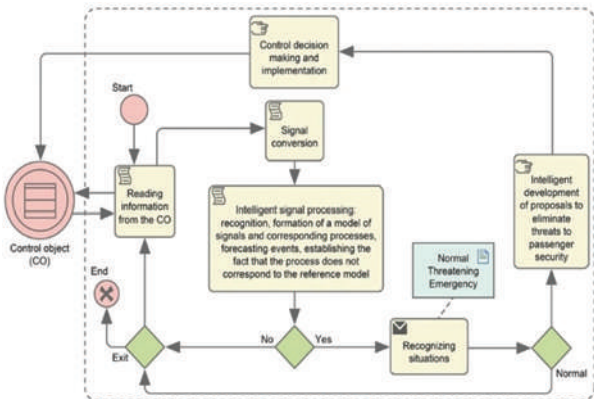 Control decision
making and
implementation
Start
Signal
conversion
Reading
information
from the CO
Intelligent
development of
proposals to
eliminate
threats to
passenger
security
Control object
(CO)
Intelligent signal processing:
recognition, formation of a model of
signals and corresponding processes,
forecasting events, establishing the
fact that the process does not
correspond to the reference model
Normal
Threatening
Emergency
End
No
Yes
Exit
Recognizing
situations
Normal